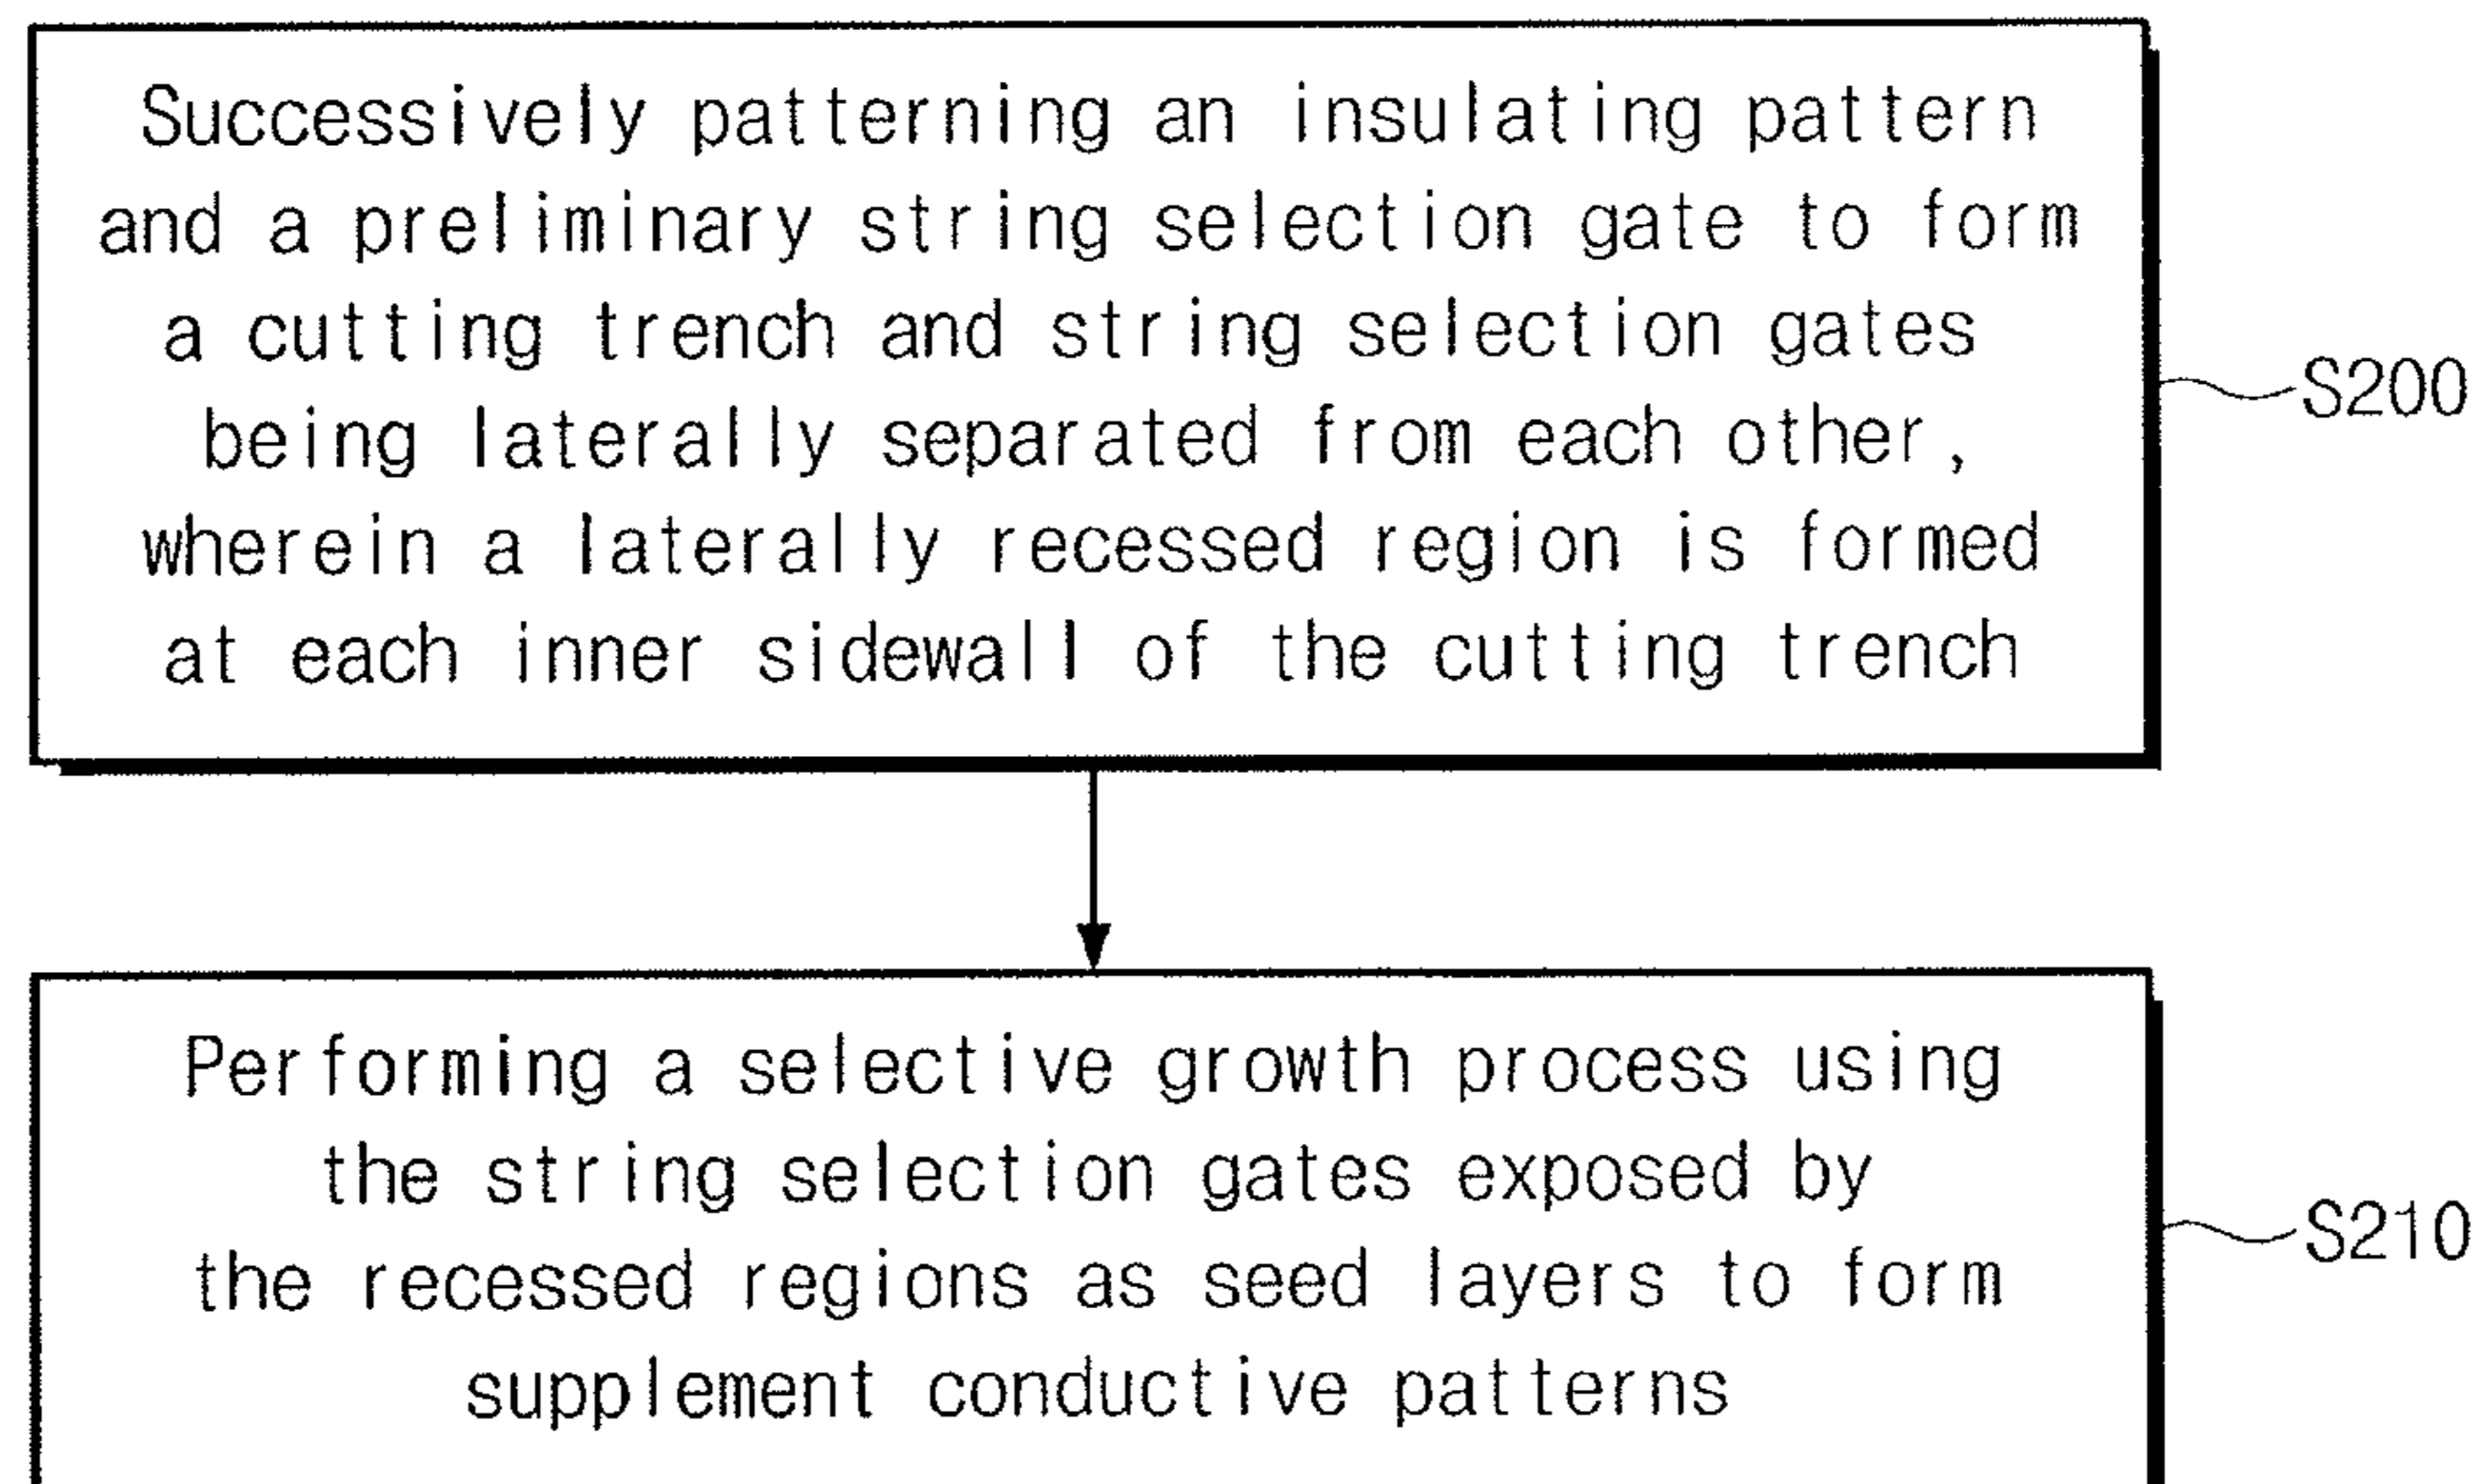 Successively patterning an insulating pattern
and a preliminary string selection gate to form
a cutting trench and string selection gates
being laterally separated from each other,
wherein a laterally recessed region is formed
at each inner sidewall of the cutting trench
S200
Performing a selective growth process using
the string selection gates exposed by
the recessed regions as seed layers to form
supplement conductive patterns
S210